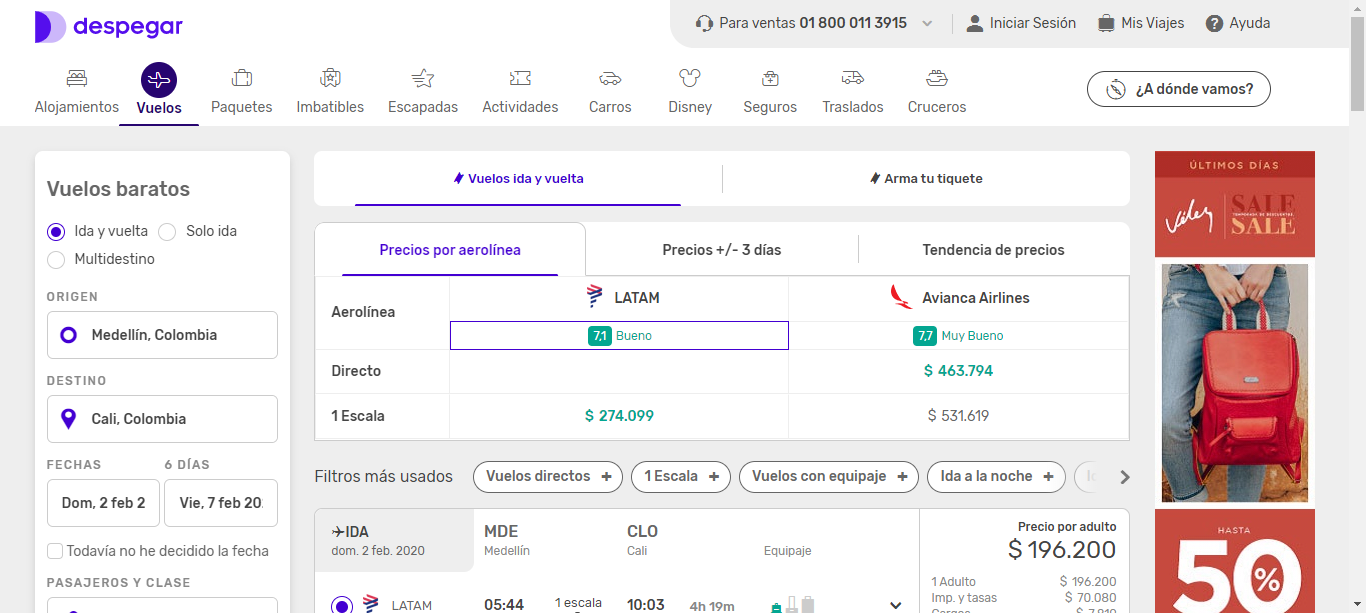 despegar
Para ventas 01 800 011 3915
Iniciar Sesión
Mis Viajes
Ayuda
Alojamientos
Vuelos
Paquetes
Imbatibles
Escapadas
Actividades
Carros
Disney
Seguros
Traslados
Cruceros
¿A dónde vamos?
Vuelos baratos
Ida y vuelta
Solo ida
Multidestino
ORIGEN
Medellín, Colombia
DESTINO
Cali, Colombia
FECHAS
6 DÍAS
Dom, 2 feb 2
Vie, 7 feb 20
Todavía no he decidido la fecha
PASAJEROS Y CLASE
Vuelos ida y vuelta
Arma tu tiquete
Precios por aerolínea
Precios +/- 3 días
Tendencia de precios
Aerolínea
LATAM
Avianca Airlines
7,1 Bueno
7,7 Muy Bueno
Directo
$ 463.794
1 Escala
$ 274.099
$ 531.619
Filtros más usados
Vuelos directos +
1 Escala +
Vuelos con equipaje +
Ida a la noche +
IDA
dom. 2 feb. 2020
MDE
Medellín
CLO
Cali
Equipaje
LATAM
05:44
1 escala
10:03
4h 19m
Precio por adulto
$ 196.200
1 Adulto
$ 196.200
Imp. y tasas
$ 70.080
ÚLTIMOS DÍAS
Vélez
SALE
TEMPORADA DE DESCUENTOS
SALE
HASTA
50%